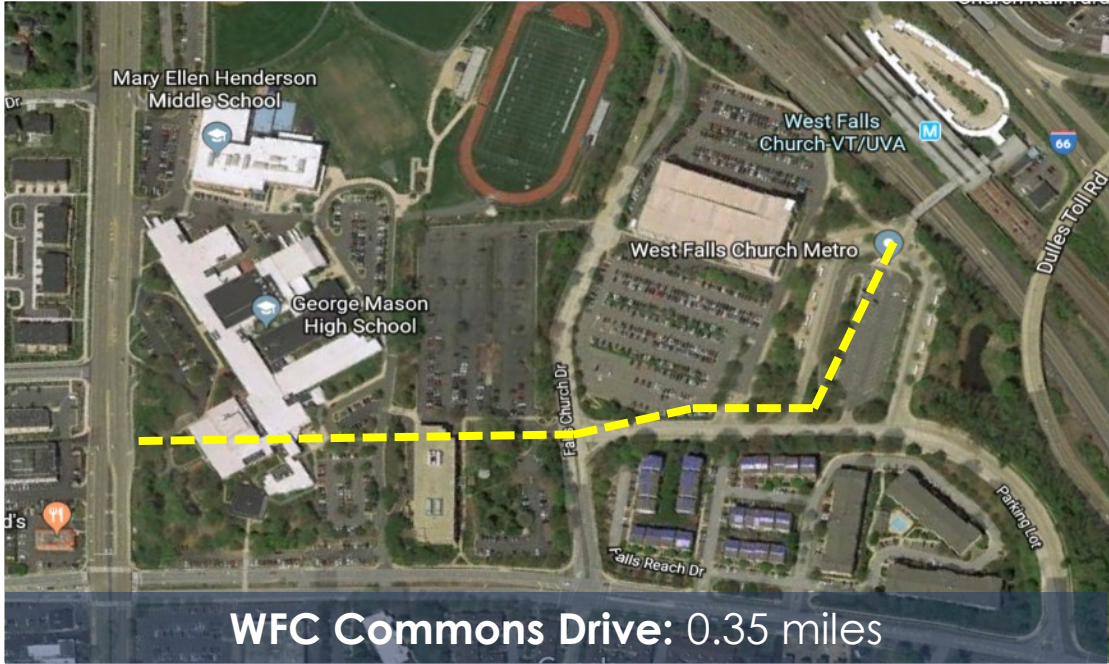 Mary Ellen Henderson
Middle School
Dr
West Falls
Church-VT/UVA
M
66
Dulles Toll Rd
West Falls Church Metro
George Mason
High School
Falls Church Dr
d's
Parking Lot
Falls Reach Dr
WFC Commons Drive: 0.35 miles